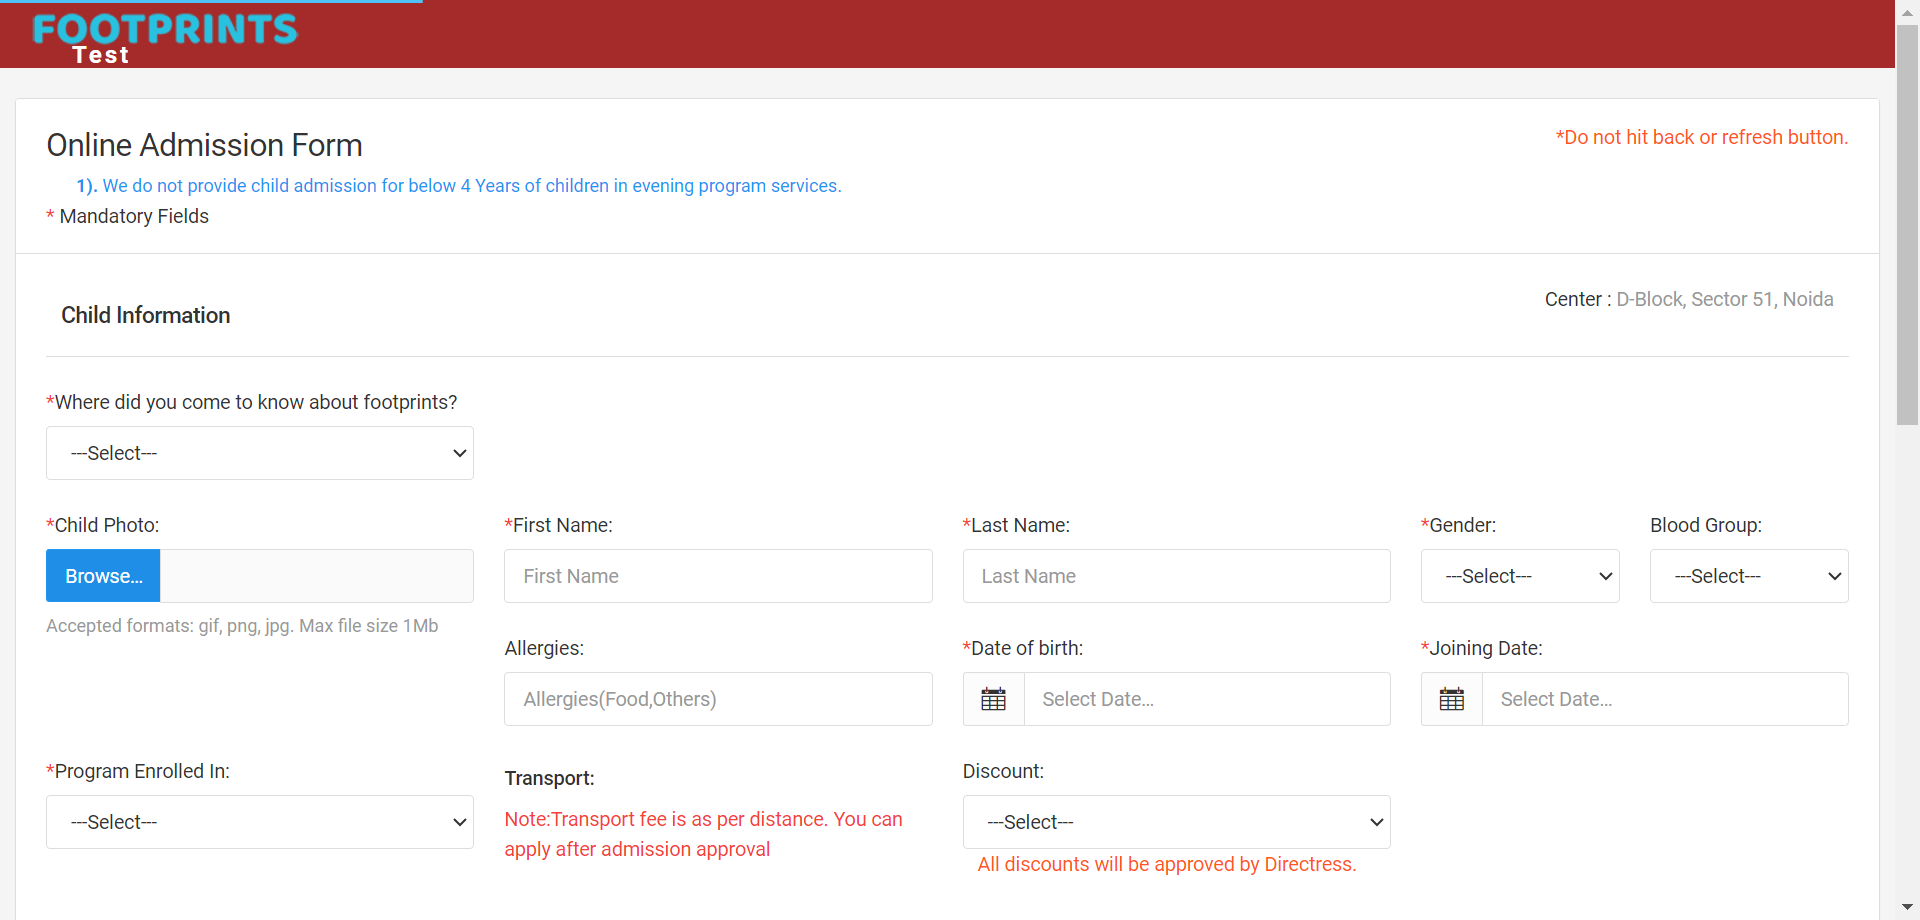 FOOTPRINTS
Test
Online Admission Form
*Do not hit back or refresh button.
1). We do not provide child admission for below 4 Years of children in evening program services.
* Mandatory Fields
Child Information
Center : D-Block, Sector 51, Noida
*Where did you come to know about footprints?
---Select---
*Child Photo:
*First Name:
*Last Name:
*Gender:
Blood Group:
Browse...
First Name
Last Name
---Select---
---Select---
Accepted formats: gif, png, jpg. Max file size 1Mb
Allergies:
*Date of birth:
*Joining Date:
Allergies(Food,Others)
Select Date...
Select Date...
*Program Enrolled In:
Transport:
Discount:
---Select---
Note:Transport fee is as per distance. You can
apply after admission approval
---Select---
All discounts will be approved by Directress.